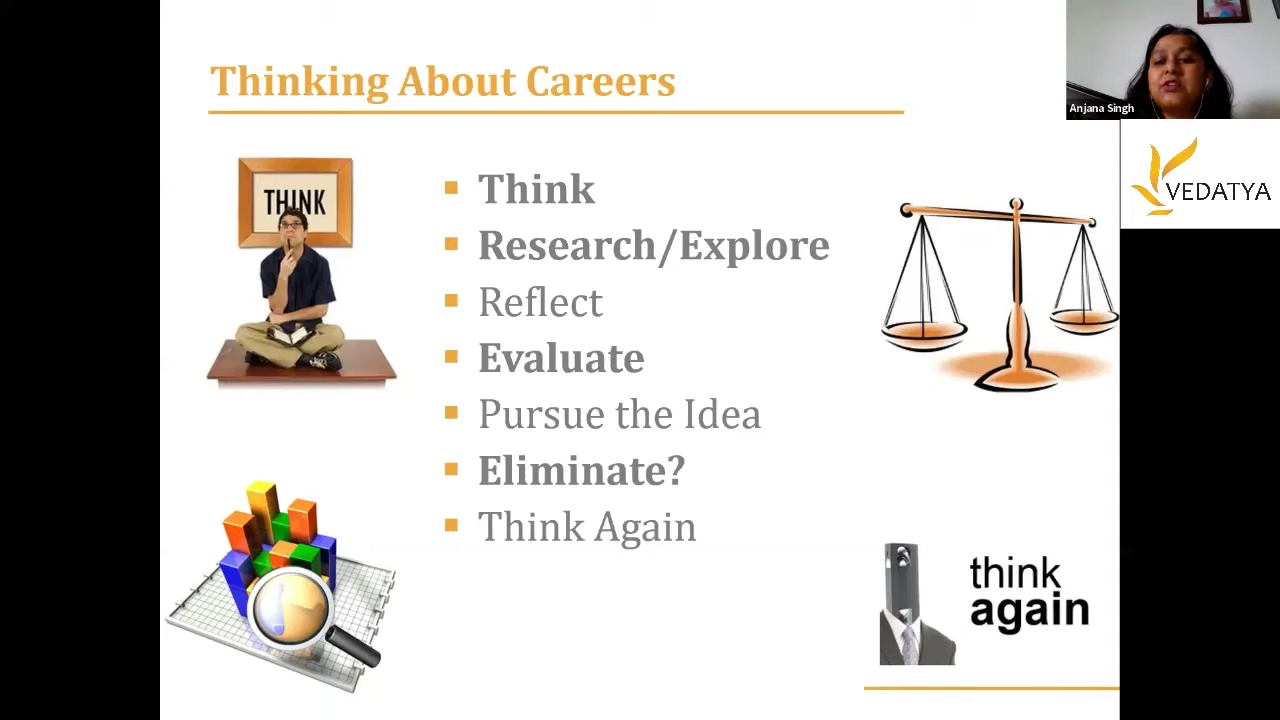 Thinking About Careers
Anjana Singh
VEDATYA
THINK
Think
Research/Explore
Reflect
Evaluate
Pursue the Idea
Eliminate?
Think Again
think
again